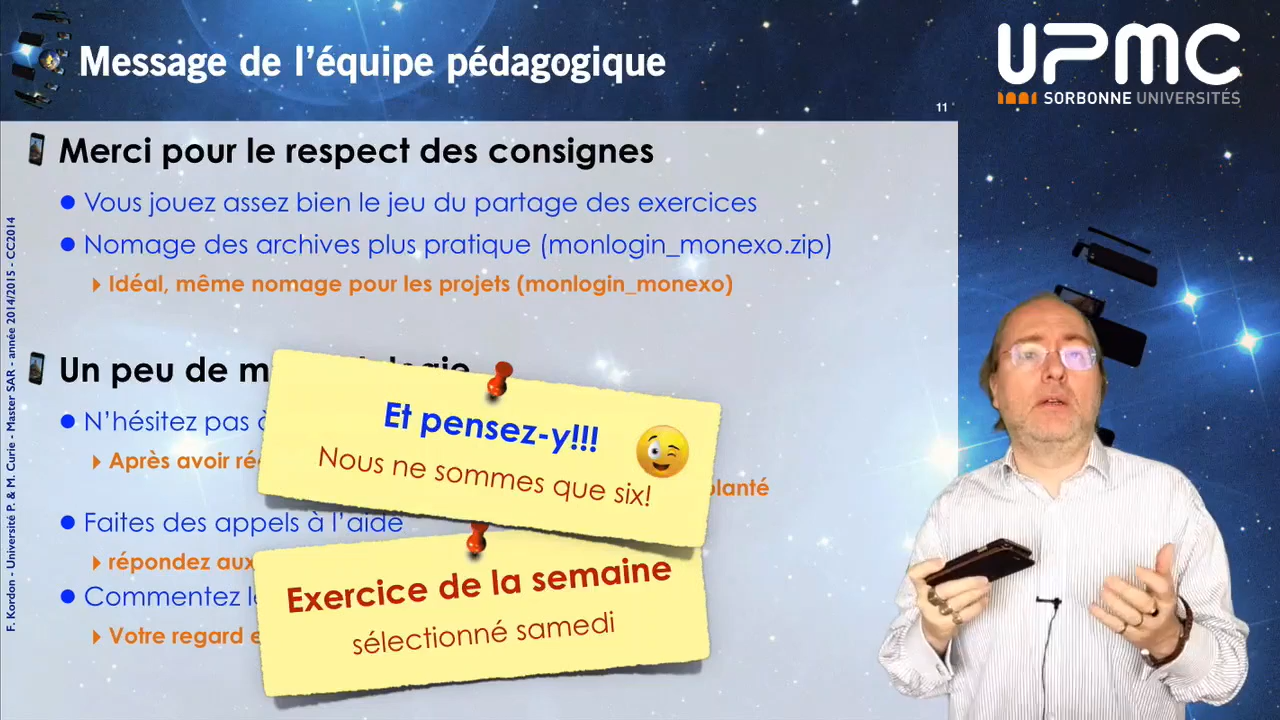 Message de l'équipe pédagogique
UPMC
SORBONNE UNIVERSITÉS
11
Merci pour le respect des consignes
Vous jouez assez bien le jeu du partage des exercices
Nomage des archives plus pratique (monlogin_monexo.zip)
Idéal, même nomage pour les projets (monlogin_monexo)
Un peu de
N'hésitez pas à
Après avoir
Faites des appels à l'aide
répondez aux
Commentez
Votre regard
Et pensez-y!!!
Nous ne sommes que six!
Exercice de la semaine
sélectionné samedi
F. Kordon - Université P. & M. Curie - Master SAR - année 2014/2015 - CC2014